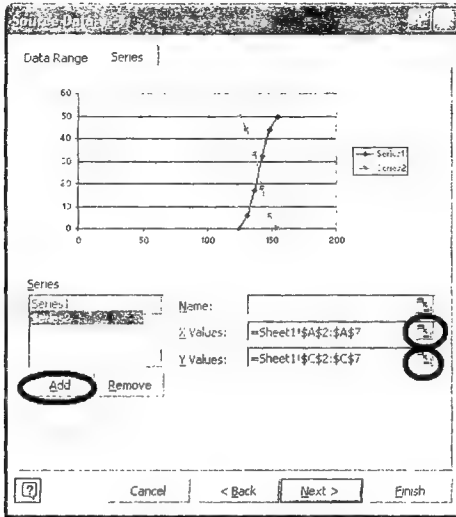 Source Data
Data Range Series
60
50
40
30
20
10
0
0 50 100 150 200
Series1
Series2
Series
Series1
Name:
X Values: =Sheet1!$A$2:$A$7
Y Values: =Sheet1!$C$2:$C$7
Add Remove
? Cancel < Back Next > Finish